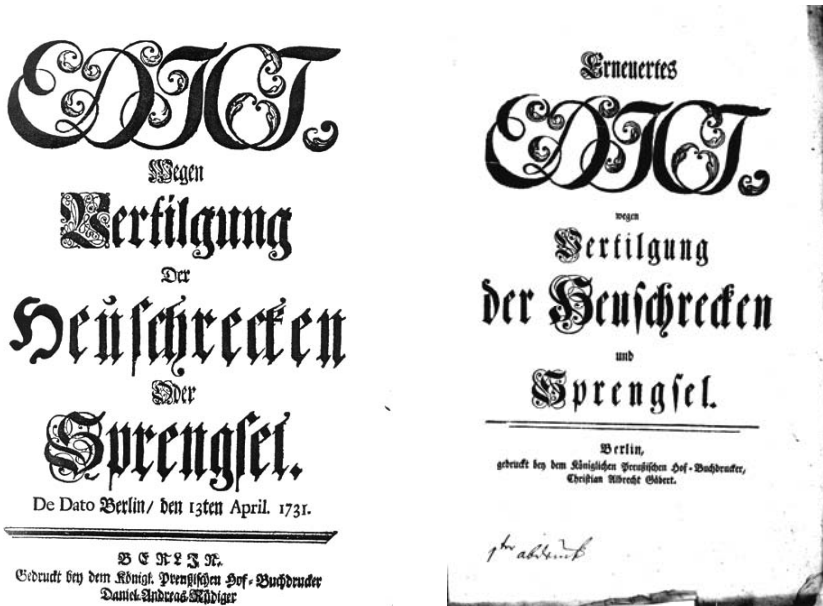 EDICT.
Wegen
Vertilgung
Der
Heuschrecken
Oder
Sprengsel.
De Dato Berlin/ den 13ten April. 1731.
BERLIN.
Gedruckt bey dem Königl. Preußischen Hof-Buchdrucker
Daniel Andreas Rüdiger
Erneuertes
EDICT.
wegen
Vertilgung
der Heuschrecken
und
Sprengsel.
Berlin,
gedruckt bey dem Königlichen Preußischen Hof-Buchdrucker,
Christian Albrecht Gäbert.
1ter abdruck